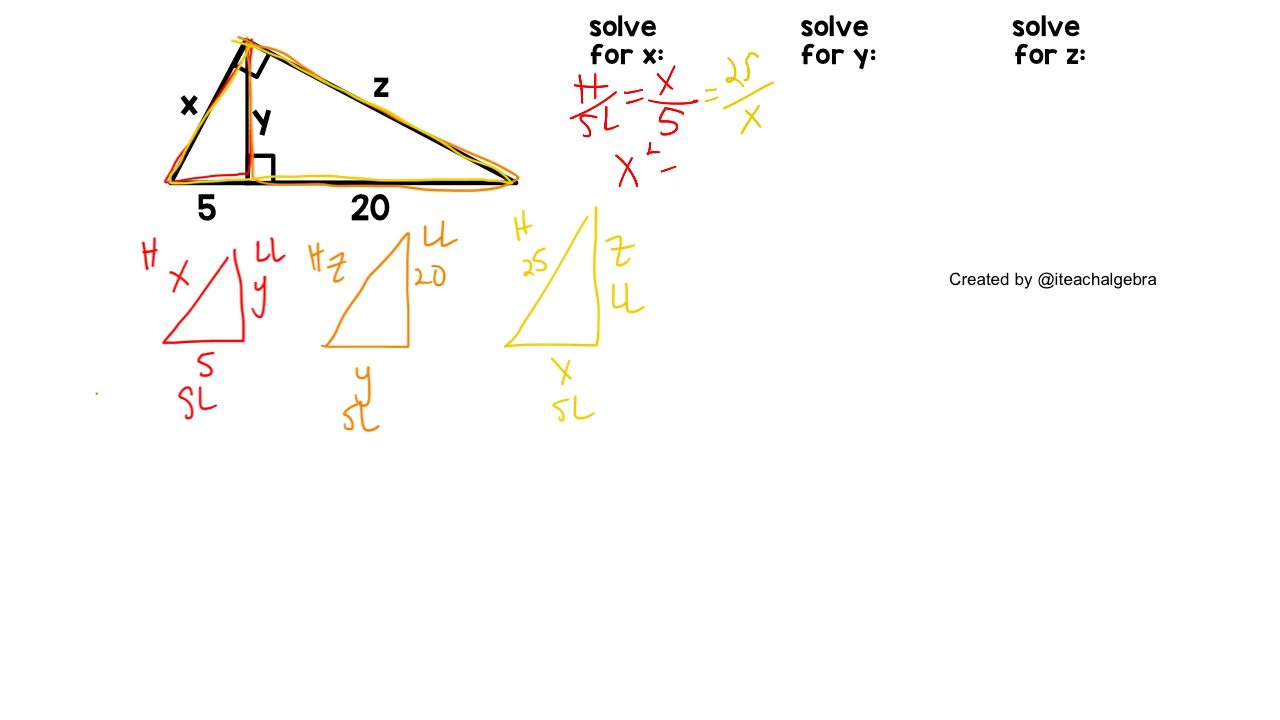 solve
for x:
solve
for y:
solve
for z:
x
y
z
5
20
H/SL = x/5 = 25/x
x² =
H
x
LL
y
5
SL
H
z
LL
20
y
SL
H
25
z
LL
x
SL
Created by @iteachalgebra